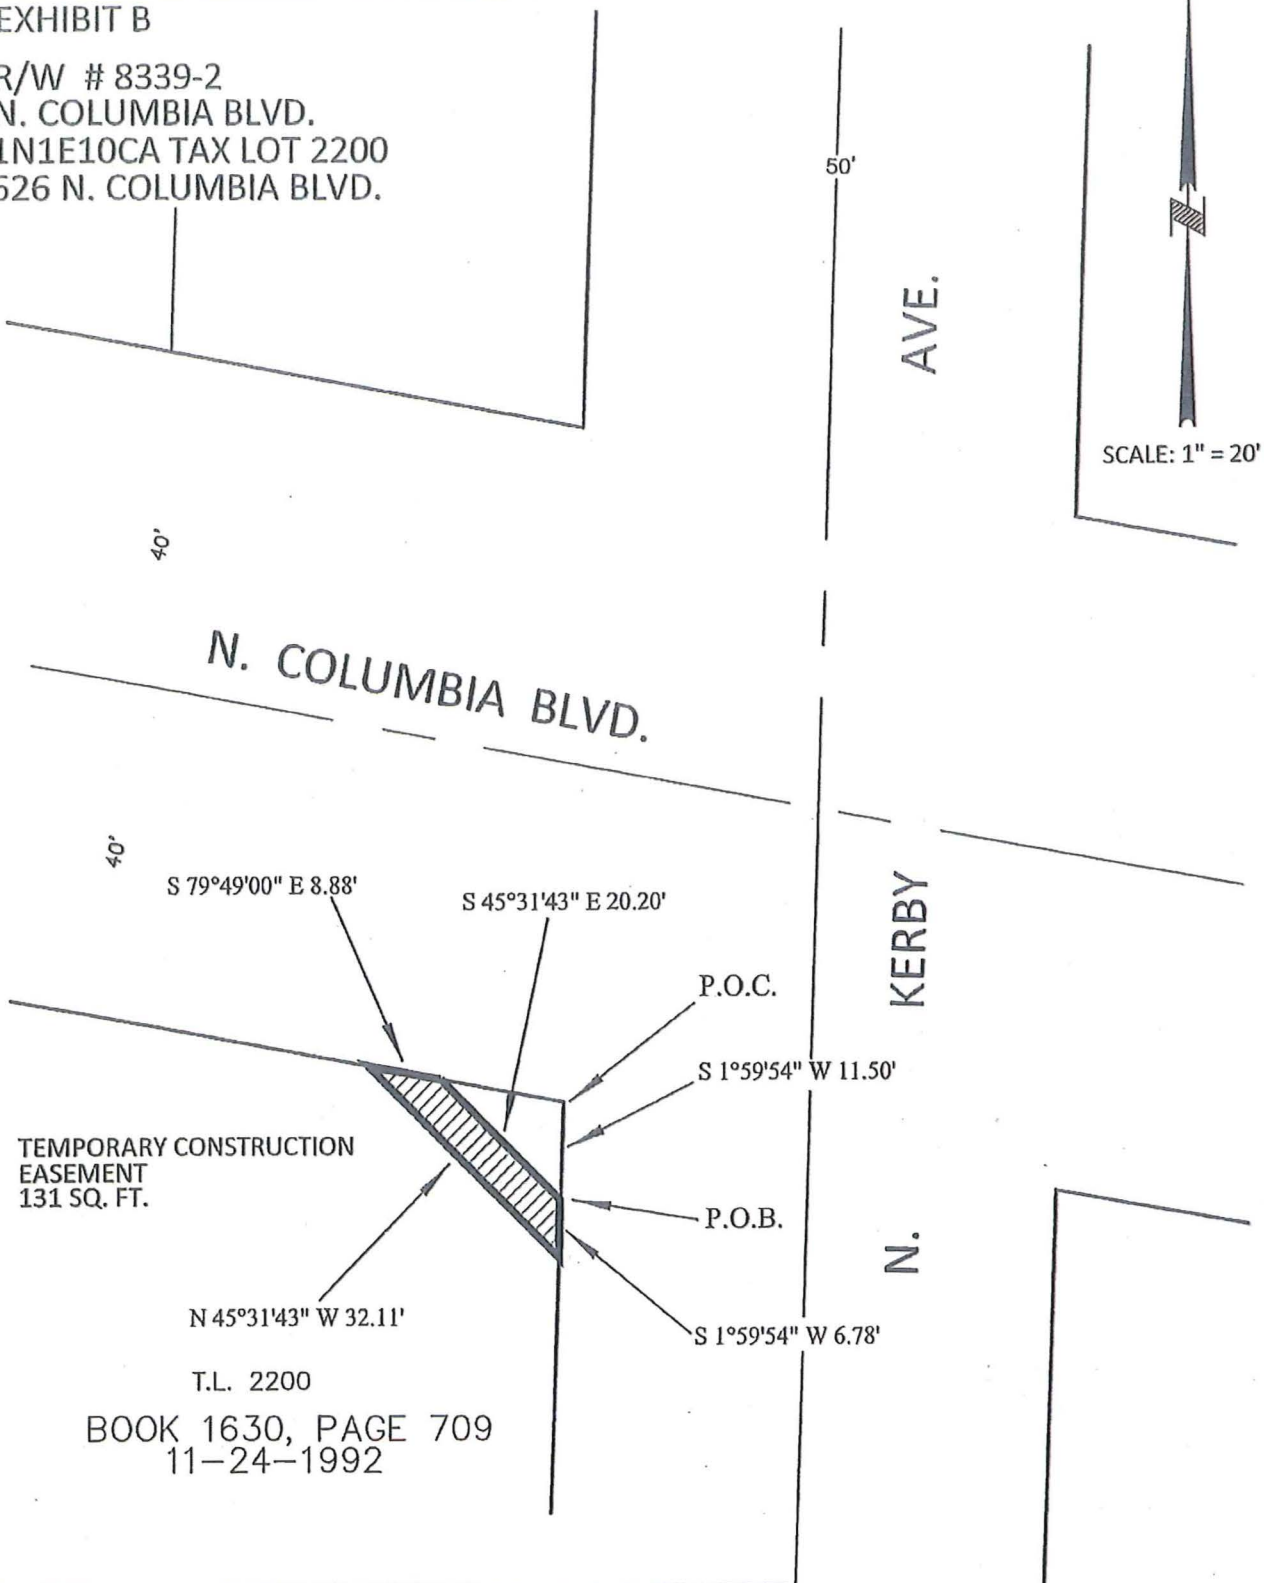 EXHIBIT B
R/W # 8339-2
N. COLUMBIA BLVD.
1N1E10CA TAX LOT 2200
526 N. COLUMBIA BLVD.
50'
AVE.
SCALE: 1" = 20'
40'
N. COLUMBIA BLVD.
40'
S 79°49'00" E 8.88'
S 45°31'43" E 20.20'
KERBY
P.O.C.
S 1°59'54" W 11.50'
TEMPORARY CONSTRUCTION
EASEMENT
131 SQ. FT.
P.O.B.
N.
N 45°31'43" W 32.11'
S 1°59'54" W 6.78'
T.L. 2200
BOOK 1630, PAGE 709
11-24-1992